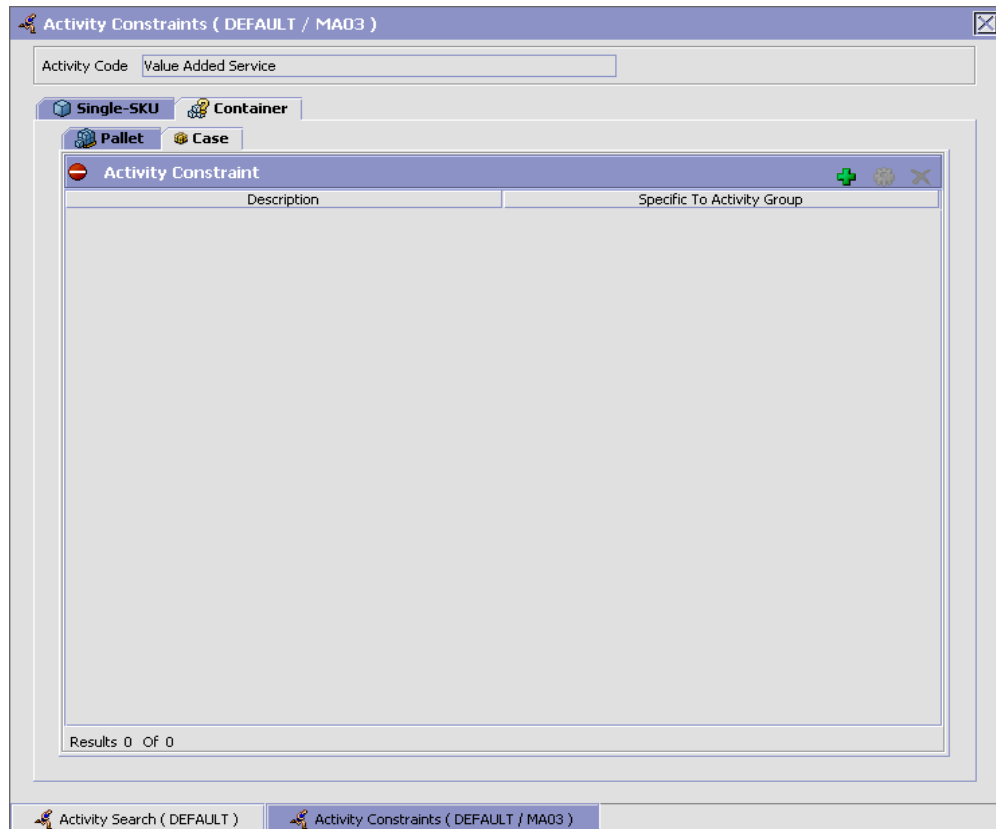 Activity Constraints ( DEFAULT / MA03 )
Activity Code Value Added Service
Single-SKU Container
Pallet Case
Activity Constraint
Description Specific To Activity Group
Results 0 Of 0
Activity Search ( DEFAULT ) Activity Constraints ( DEFAULT / MA03 )